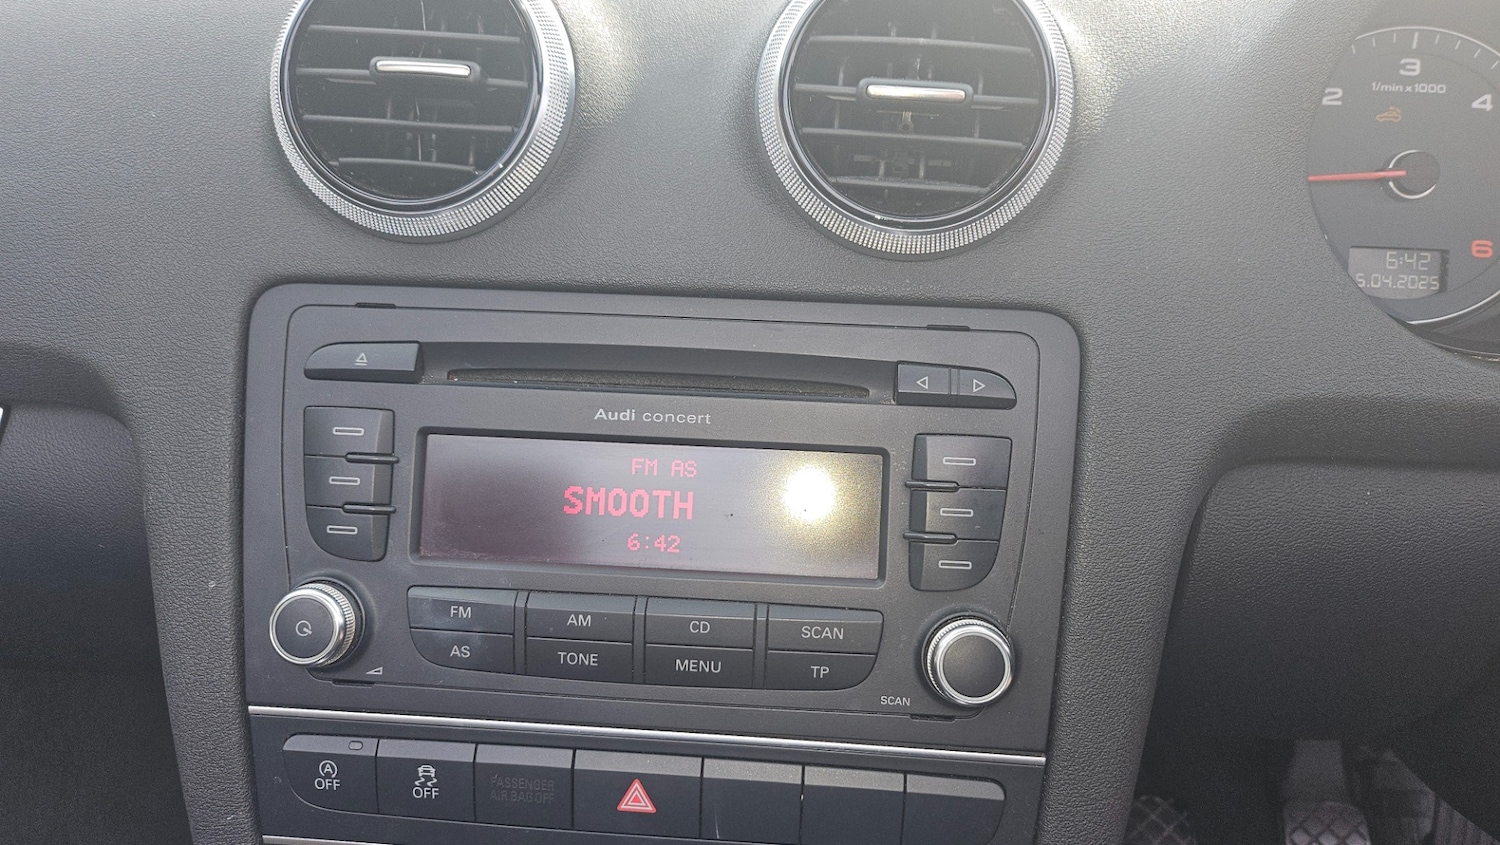 3
1/min x 1000
2
4
6
6:42
5.04.2025
Audi concert
FM AS
SMOOTH
6:42
FM
AM
CD
SCAN
AS
TONE
MENU
TP
SCAN
A
OFF
OFF
PASSENGER
AIR BAG OFF